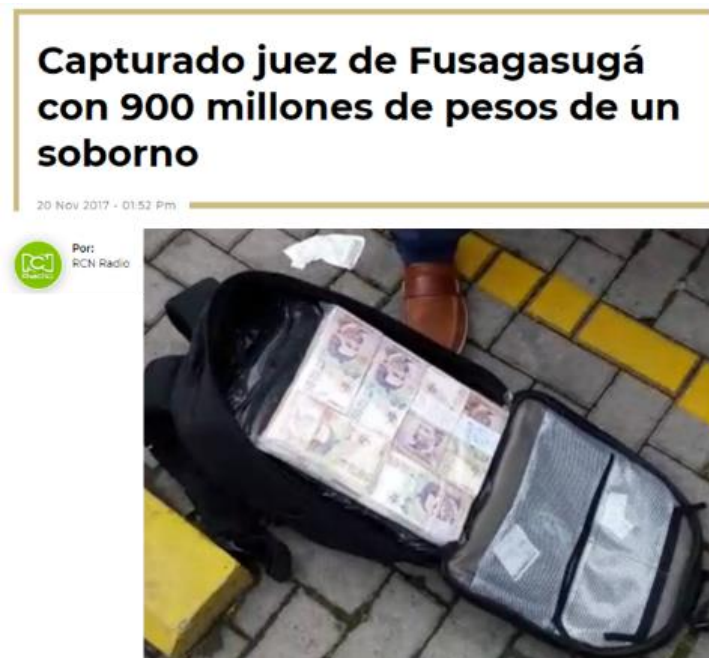 Capturado juez de Fusagasugá
con 900 millones de pesos de un
soborno
20 Nov 2017 - 01:52 Pm
Por:
RCN Radio